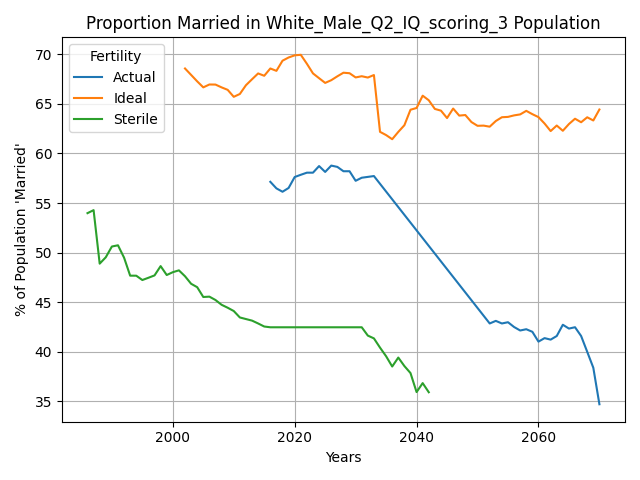 Proportion Married in White_Male_Q2_IQ_scoring_3 Population
Fertility
Actual
Ideal
Sterile
% of Population 'Married'
70
65
60
55
50
45
40
35
2000
2020
2040
2060
Years